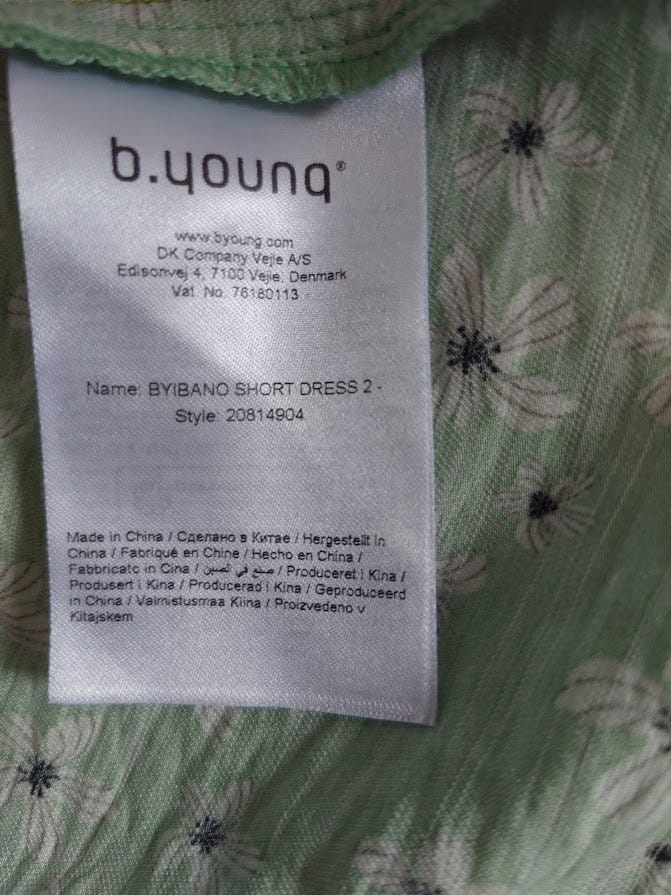 b.young®
www.byoung.com
DK Company Vejle A/S
Edisonvej 4, 7100 Vejle, Denmark
Vat. No. 76180113
Name: BYIBANO SHORT DRESS 2 -
Style: 20814904
Made in China / Сделано в Китае / Hergestellt in
China / Fabriqué en Chine / Hecho en China /
Fabbricato in Cina / صنع في الصين / Produceret i Kina /
Produsert i Kina / Producerad i Kina / Geproduceerd
in China / Valmistusmaa Kiina / Proizvedeno v
Kitajskem